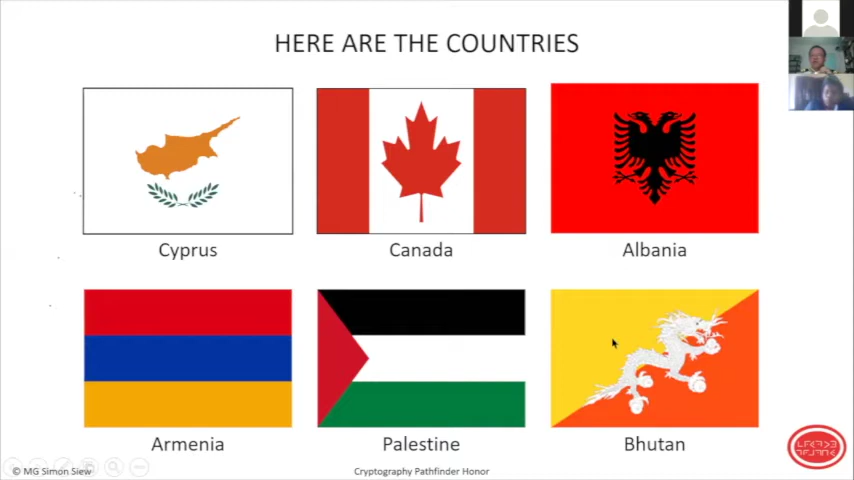 HERE ARE THE COUNTRIES
Cyprus
Canada
Albania
Armenia
Palestine
Bhutan
© MG Simon Siew
Cryptography Pathfinder Honor